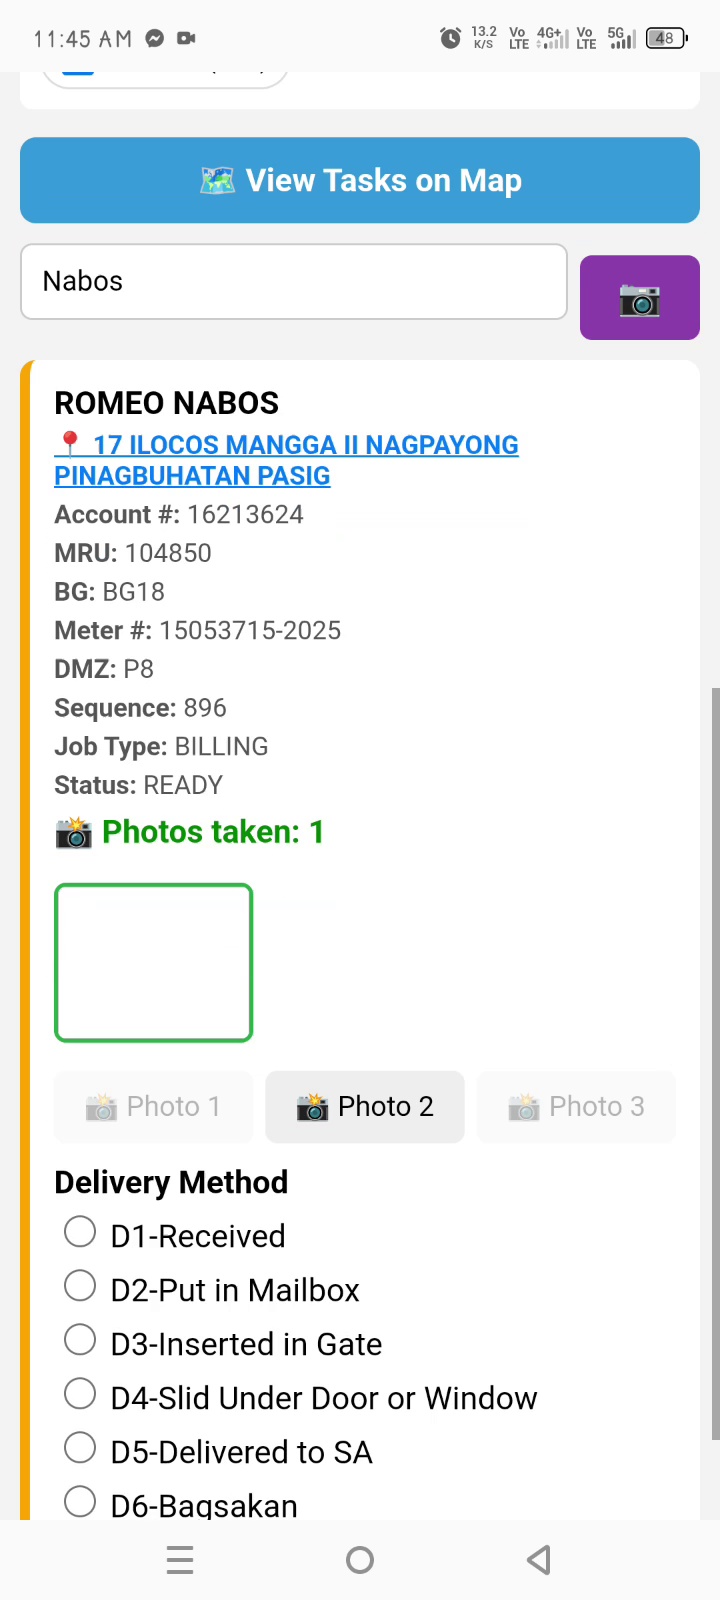 11:45 AM
13.2 K/S Vo LTE 4G+ Vo LTE 5G 48
View Tasks on Map
Nabos
ROMEO NABOS
17 ILOCOS MANGGA II NAGPAYONG
PINAGBUHATAN PASIG
Account #: 16213624
MRU: 104850
BG: BG18
Meter #: 15053715-2025
DMZ: P8
Sequence: 896
Job Type: BILLING
Status: READY
Photos taken: 1
Photo 1 Photo 2 Photo 3
Delivery Method
D1-Received
D2-Put in Mailbox
D3-Inserted in Gate
D4-Slid Under Door or Window
D5-Delivered to SA
D6-Bagsakan